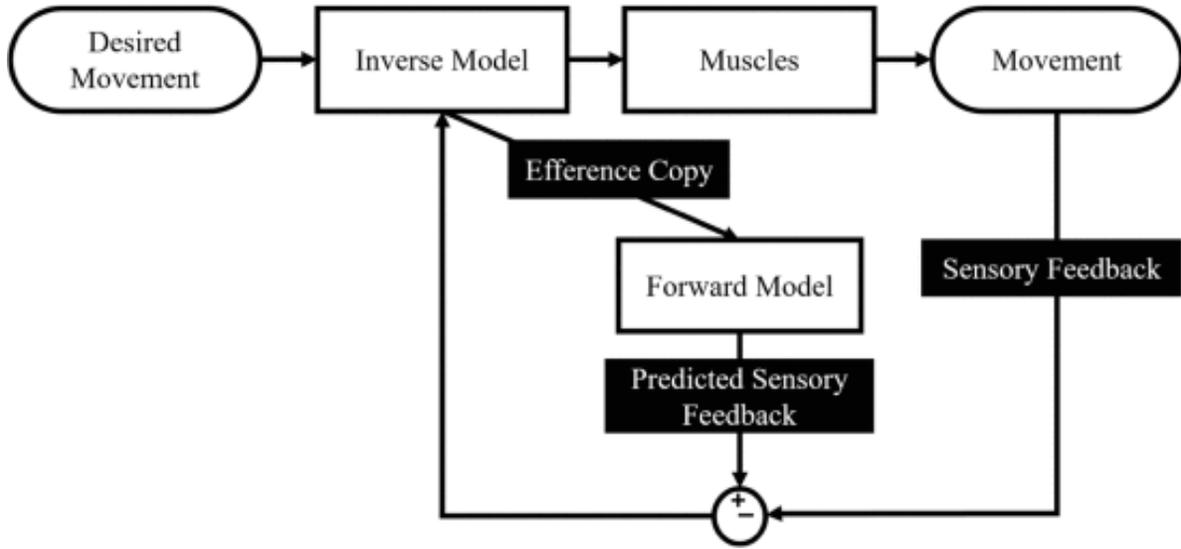 Desired
Movement
Inverse Model
Muscles
Movement
Efference Copy
Forward Model
Sensory Feedback
Predicted Sensory
Feedback
+
−